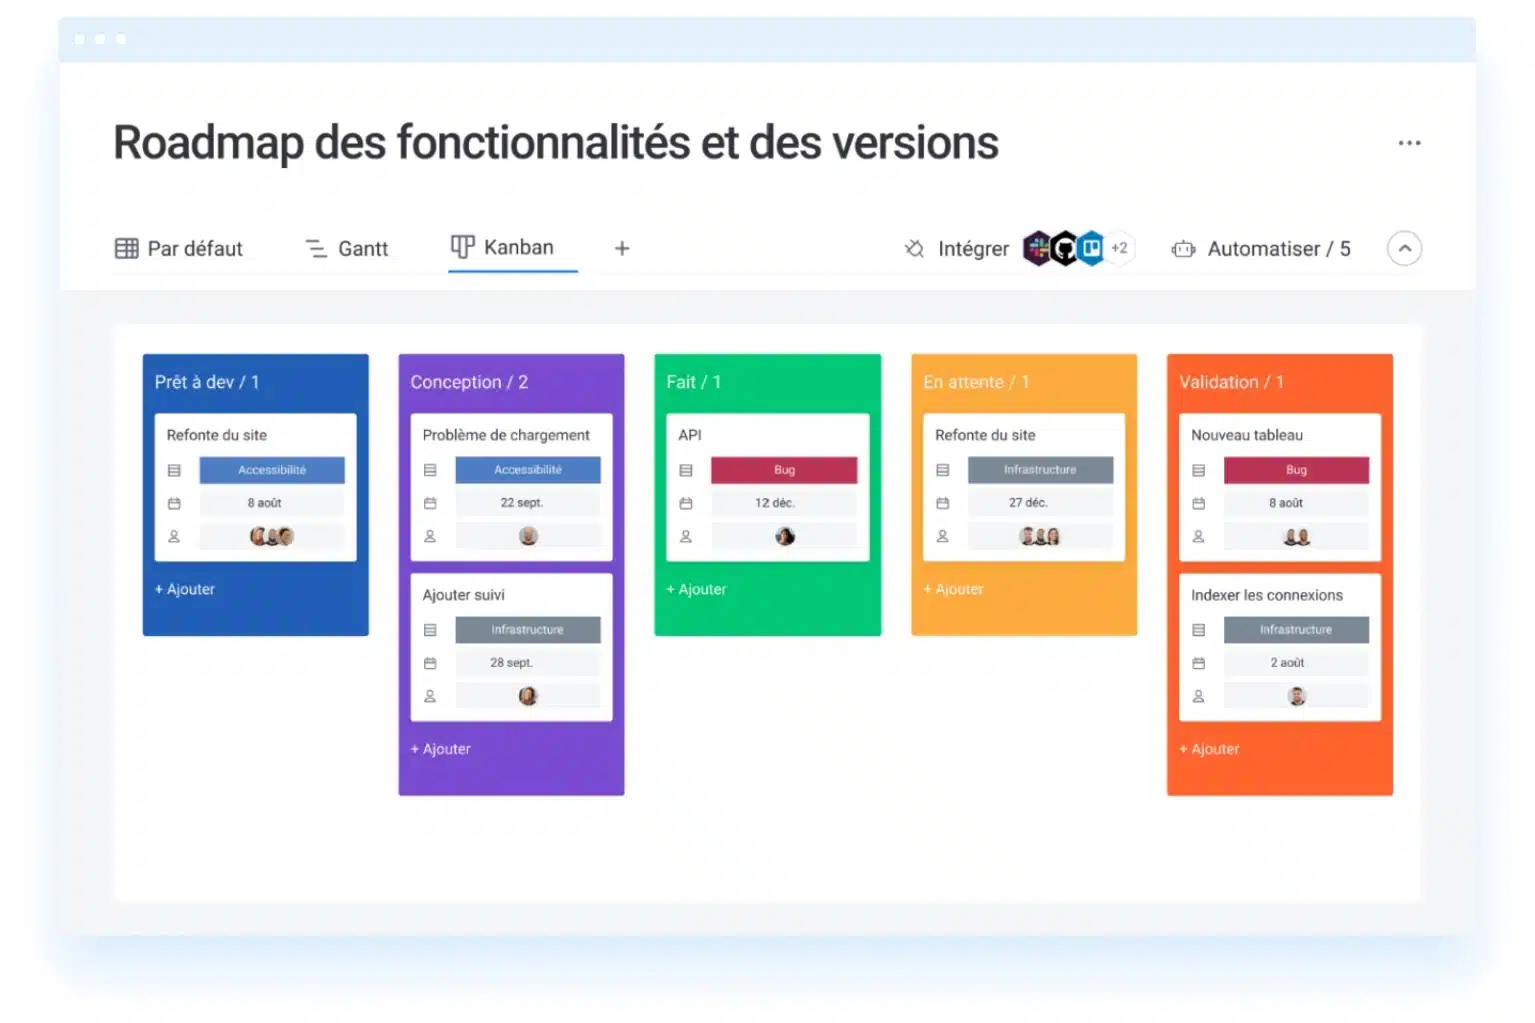 Roadmap des fonctionnalités et des versions
Par défaut
Gantt
Kanban
+
Intégrer
+2
Automatiser / 5
Prêt à dev / 1
Refonte du site
Accessibilité
8 août
+ Ajouter
Conception / 2
Problème de chargement
Accessibilité
22 sept.
Ajouter suivi
Infrastructure
28 sept.
+ Ajouter
Fait / 1
API
Bug
12 déc.
+ Ajouter
En attente / 1
Refonte du site
Infrastructure
27 déc.
+ Ajouter
Validation / 1
Nouveau tableau
Bug
8 août
Indexer les connexions
Infrastructure
2 août
+ Ajouter